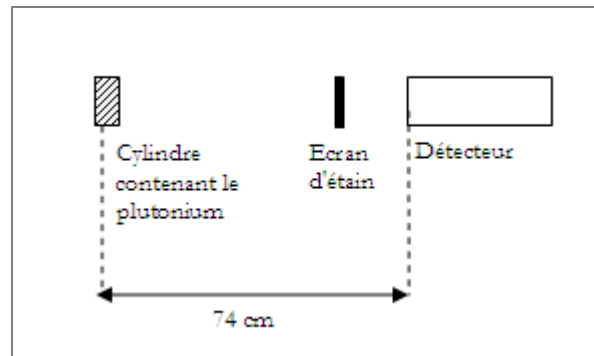 Cylindre
contenant le
plutonium
Ecran
d'étain
Détecteur
74 cm